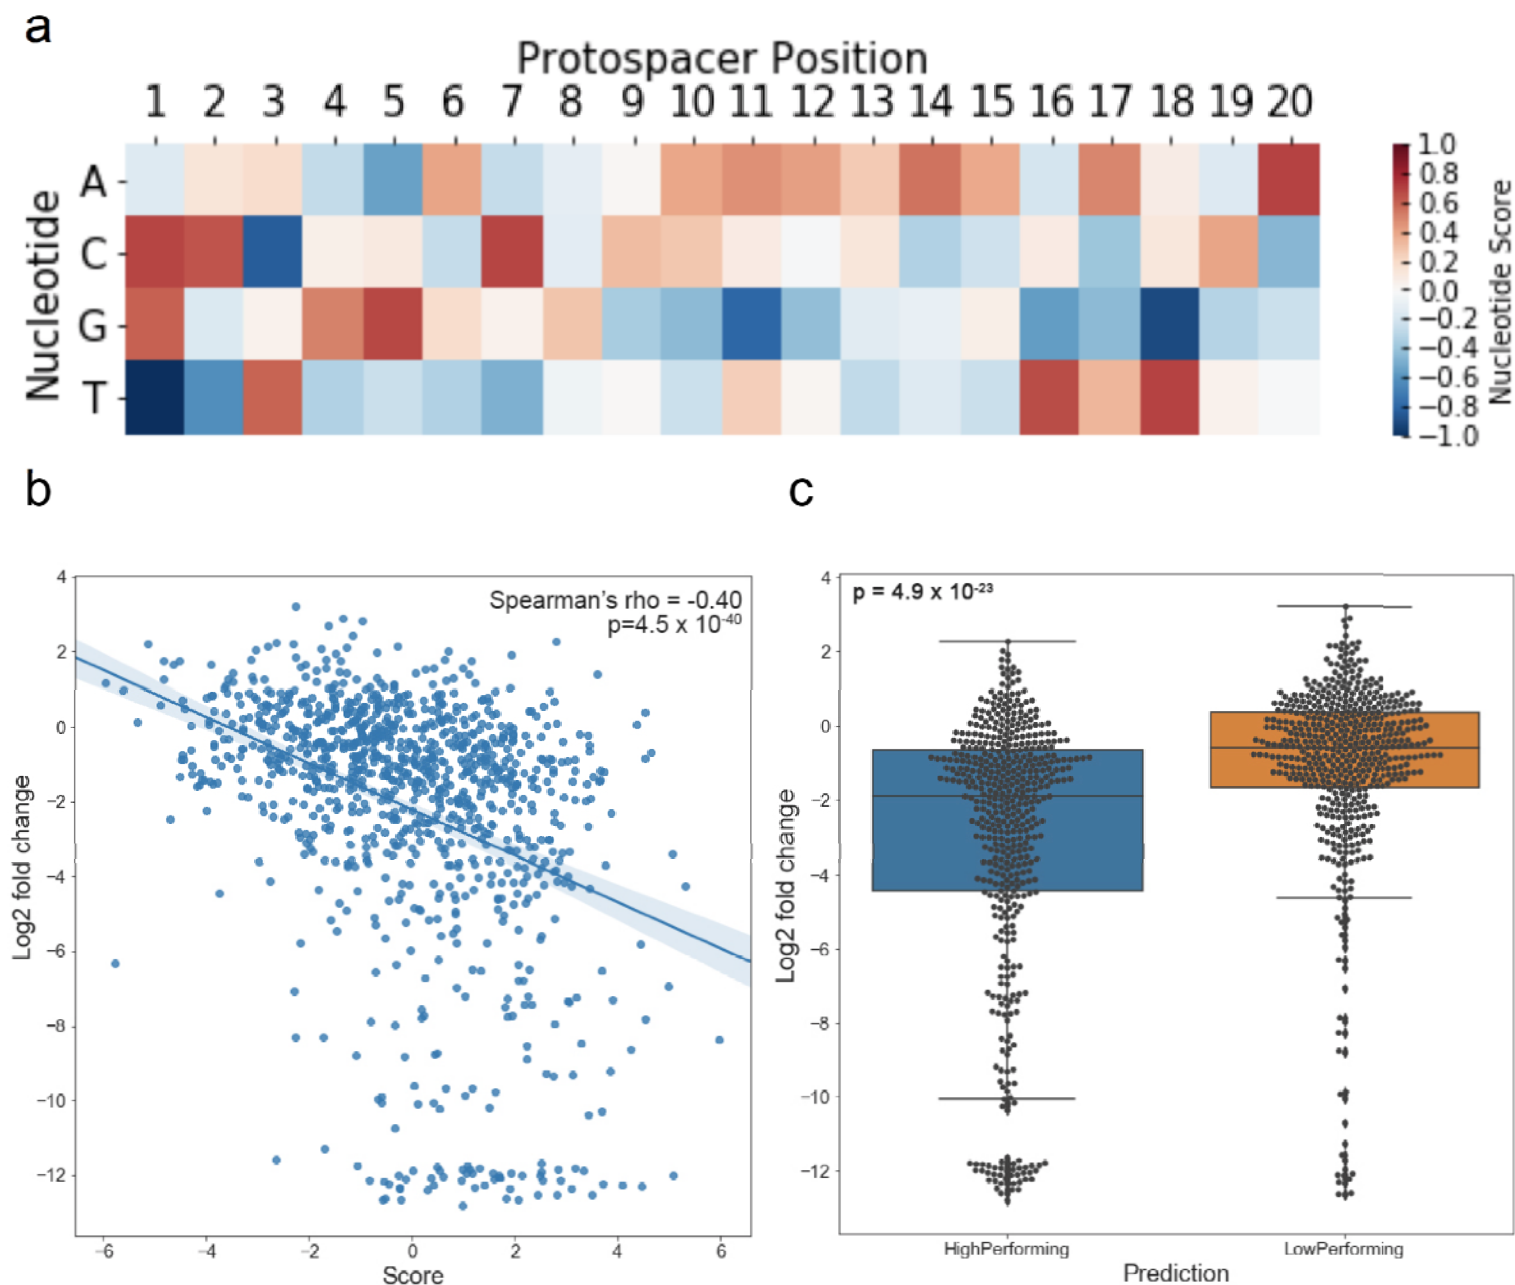 a
Protospacer Position
1 2 3 4 5 6 7 8 9 10 11 12 13 14 15 16 17 18 19 20
Nucleotide
A
C
G
T
1.0
0.8
0.6
0.4
0.2
0.0
−0.2
−0.4
−0.6
−0.8
−1.0
Nucleotide Score
b
Spearman's rho = -0.40
p=4.5 x 10-40
Log2 fold change
4
2
0
−2
−4
−6
−8
−10
−12
−6 −4 −2 0 2 4 6
Score
c
p = 4.9 x 10-23
Log2 fold change
4
2
0
−2
−4
−6
−8
−10
−12
HighPerforming LowPerforming
Prediction